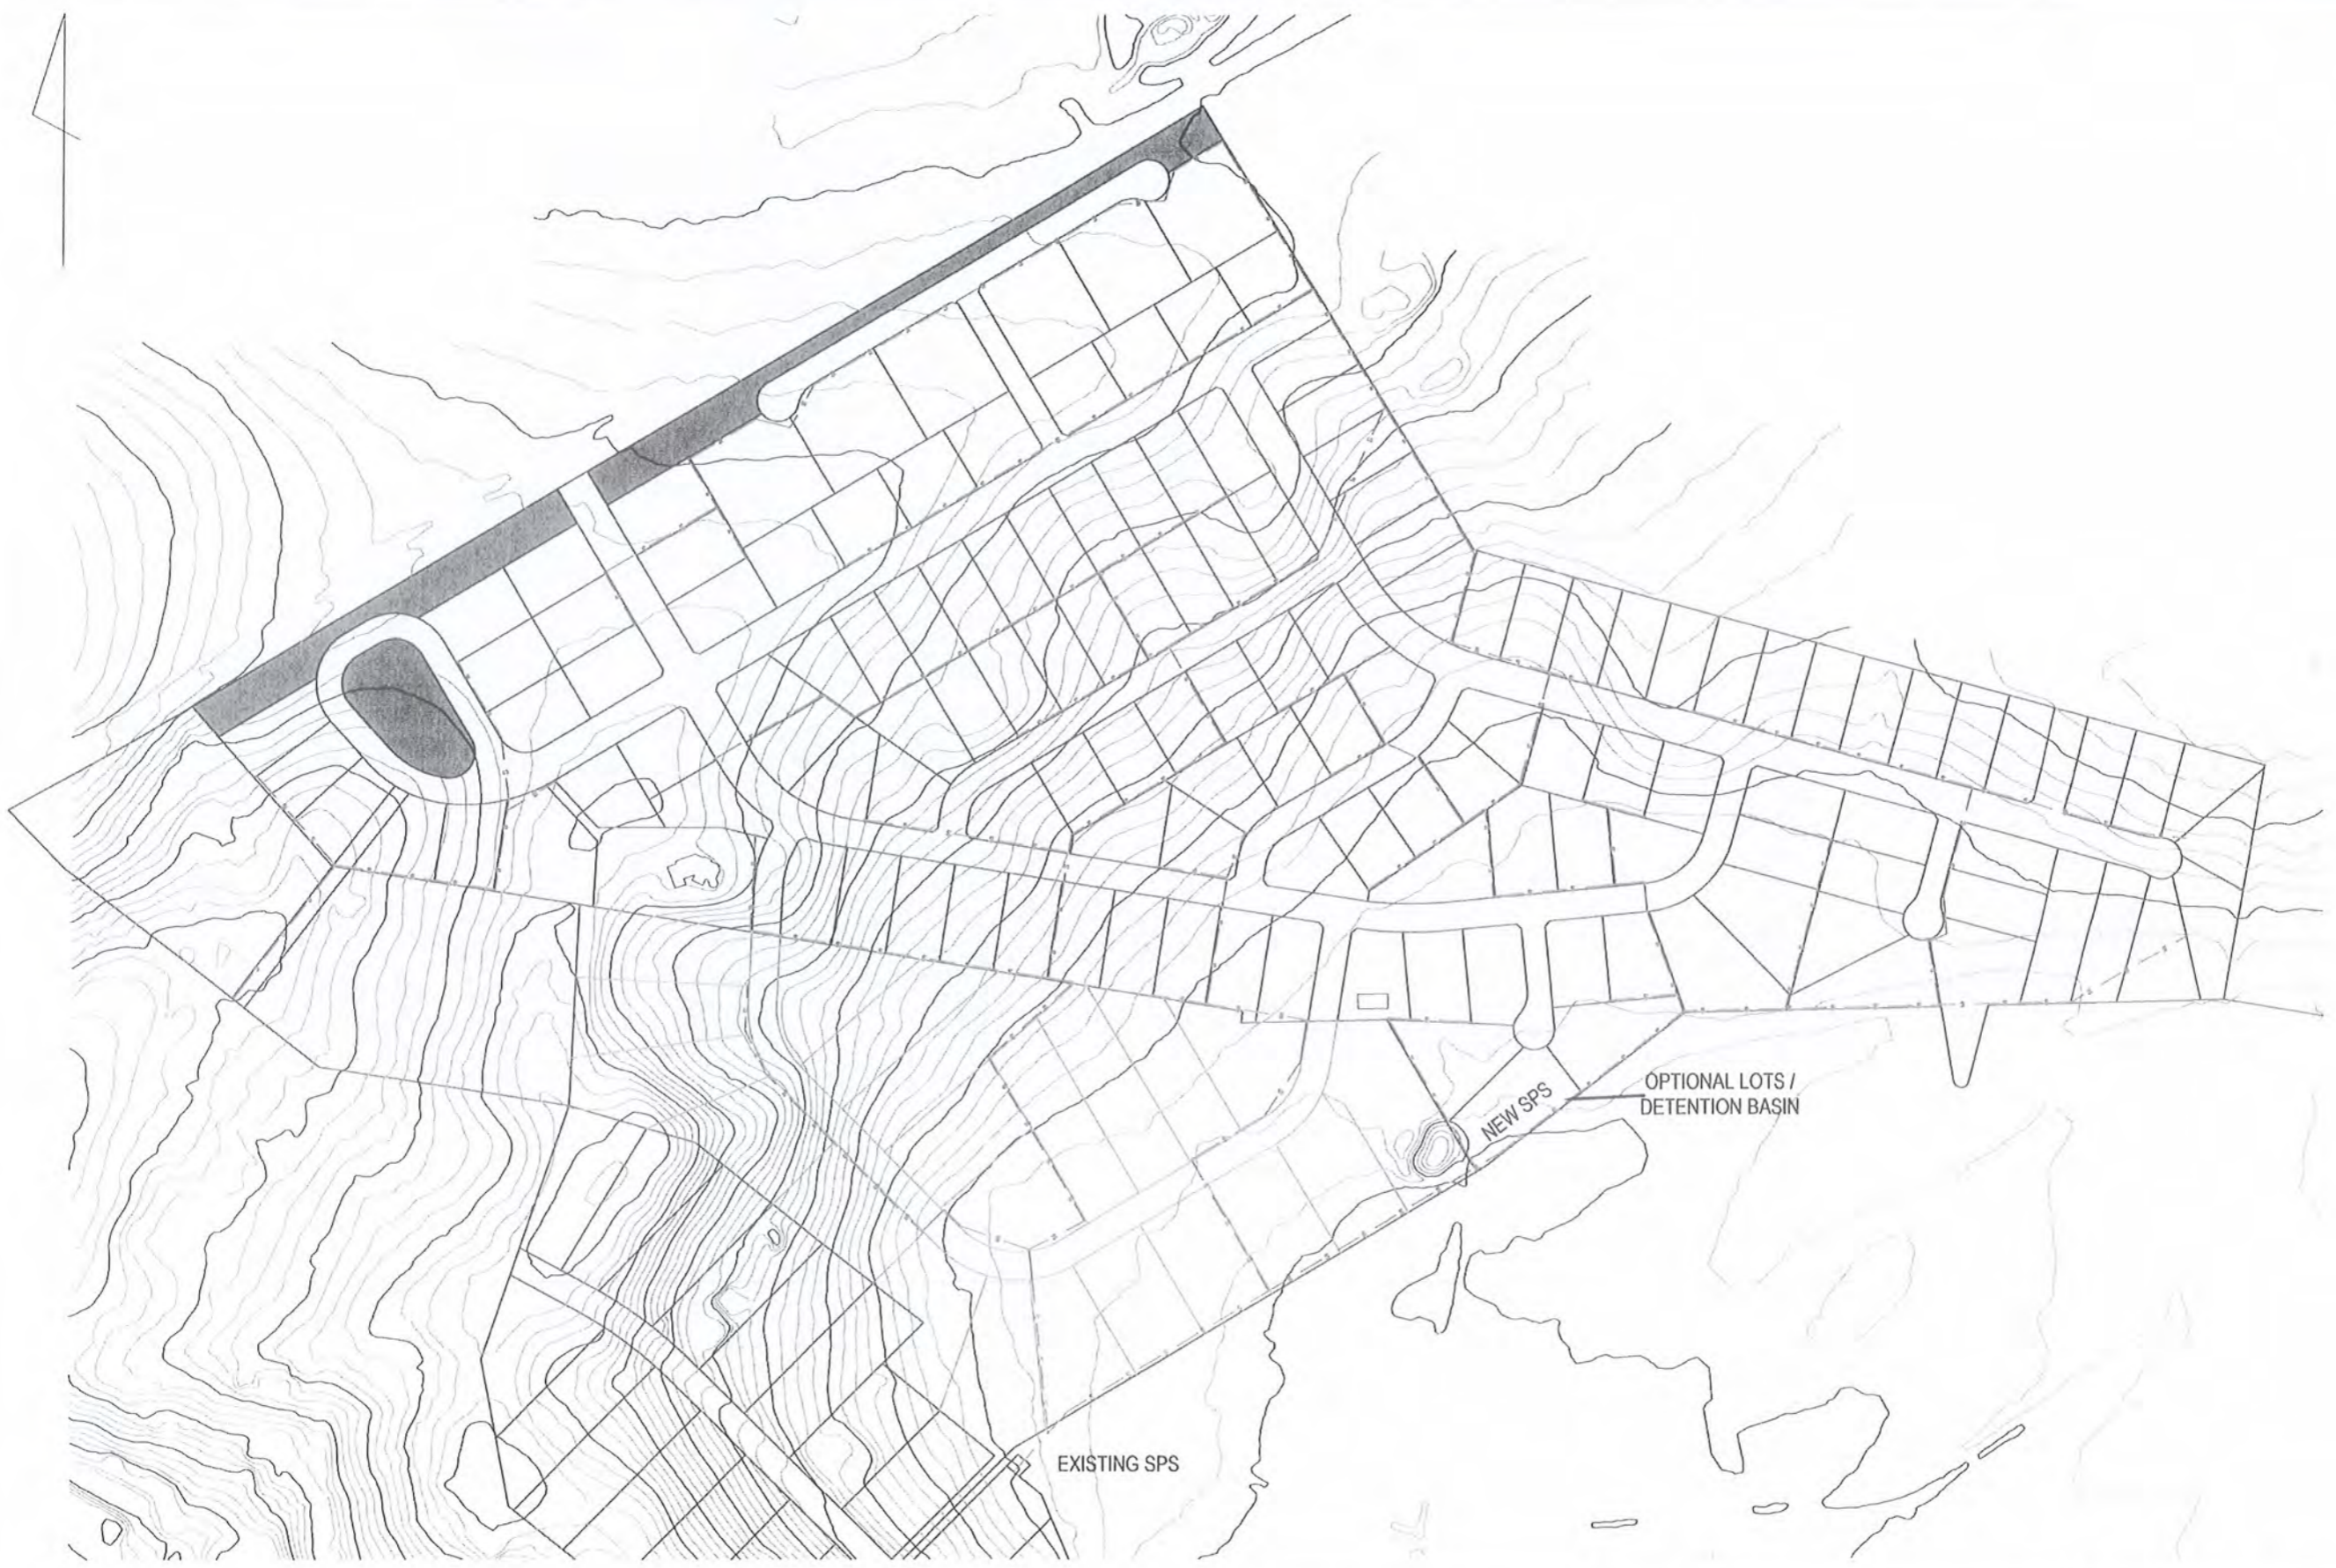 OPTIONAL LOTS /
DETENTION BASIN
NEW SPS
EXISTING SPS